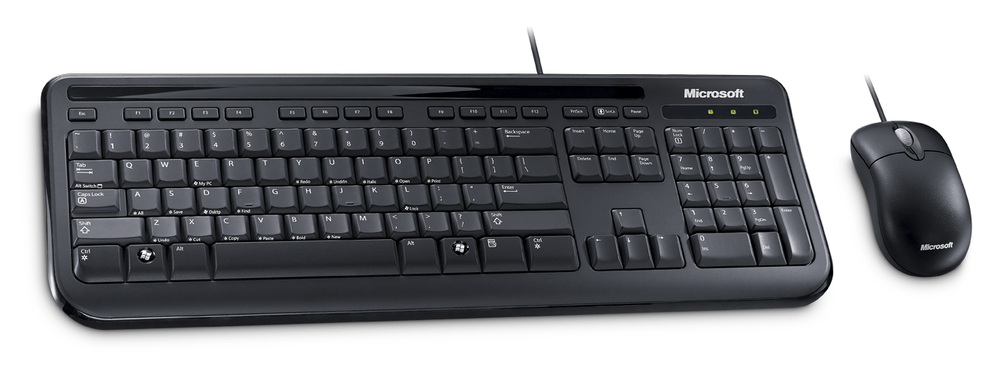 Microsoft
Esc F1 F2 F3 F4 F5 F6 F7 F8 F9 F10 F11 F12 PrtScn ScrLk Pause
~ ! @ # $ % ^ & * ( ) - + Backspace Insert Home Page Up Num Lock / * -
1 2 3 4 5 6 7 8 9 0 =
Tab Q W E R T Y U I O P { } | \ Delete End Page Down 7 Home 8 9 PgUp +
Alt Switch My PC Redo Undrln Italic Open Print [ ]
Caps Lock A A S D F G H J K L : ; " ' Enter 4 5 6
All Save Dsktp Find Lock
Shift Z X C V B N M < , > . ? / Shift ↑ 1 End 2 3 PgDn Enter
Undo Cut Copy Paste Bold New
Ctrl Alt Alt Ctrl ← ↓ → 0 Ins . Del
Microsoft